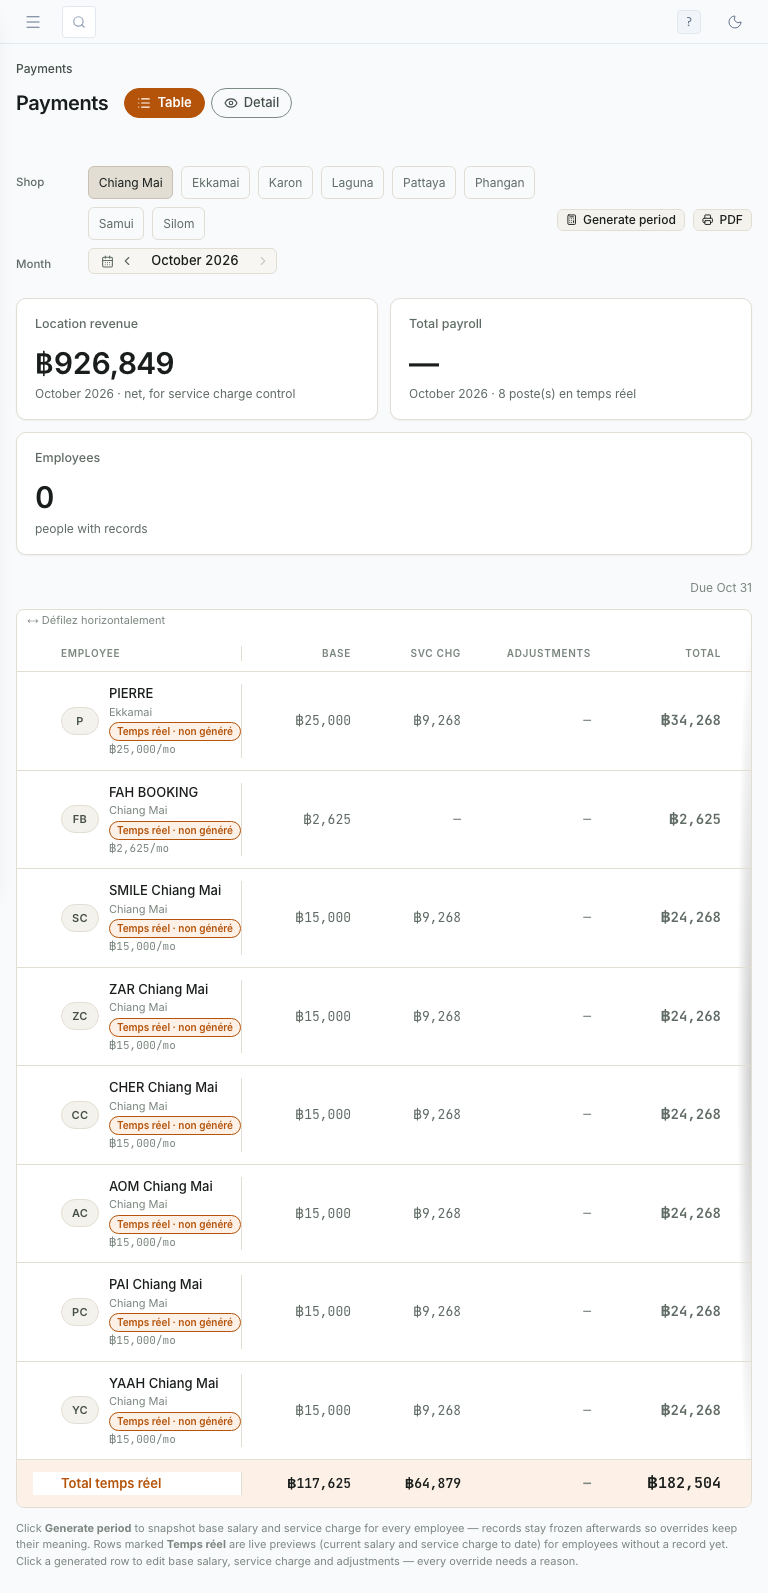 ?
Payments
Payments
Table
Detail
Shop
Chiang Mai
Ekkamai
Karon
Laguna
Pattaya
Phangan
Samui
Silom
Generate period
PDF
Month
October 2026
Location revenue
฿926,849
October 2026 · net, for service charge control
Total payroll
—
October 2026 · 8 poste(s) en temps réel
Employees
0
people with records
Due Oct 31
↔ Défilez horizontalement
EMPLOYEE BASE SVC CHG ADJUSTMENTS TOTAL
P
PIERRE
Ekkamai
Temps réel · non généré
฿25,000/mo
฿25,000 ฿9,268 — ฿34,268
FB
FAH BOOKING
Chiang Mai
Temps réel · non généré
฿2,625/mo
฿2,625 — — ฿2,625
SC
SMILE Chiang Mai
Chiang Mai
Temps réel · non généré
฿15,000/mo
฿15,000 ฿9,268 — ฿24,268
ZC
ZAR Chiang Mai
Chiang Mai
Temps réel · non généré
฿15,000/mo
฿15,000 ฿9,268 — ฿24,268
CC
CHER Chiang Mai
Chiang Mai
Temps réel · non généré
฿15,000/mo
฿15,000 ฿9,268 — ฿24,268
AC
AOM Chiang Mai
Chiang Mai
Temps réel · non généré
฿15,000/mo
฿15,000 ฿9,268 — ฿24,268
PC
PAI Chiang Mai
Chiang Mai
Temps réel · non généré
฿15,000/mo
฿15,000 ฿9,268 — ฿24,268
YC
YAAH Chiang Mai
Chiang Mai
Temps réel · non généré
฿15,000/mo
฿15,000 ฿9,268 — ฿24,268
Total temps réel ฿117,625 ฿64,879 — ฿182,504
Click Generate period to snapshot base salary and service charge for every employee — records stay frozen afterwards so overrides keep
their meaning. Rows marked Temps réel are live previews (current salary and service charge to date) for employees without a record yet.
Click a generated row to edit base salary, service charge and adjustments — every override needs a reason.